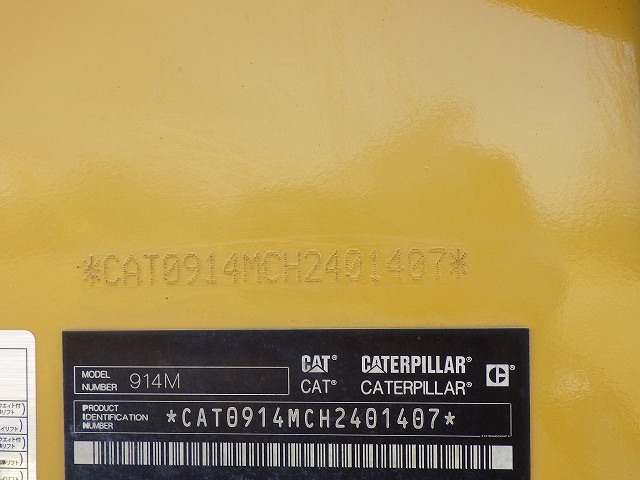 *CAT0914MCH2401407*
MODEL NUMBER 914M
CAT® CATERPILLAR®
CAT® CATERPILLAR®
PRODUCT IDENTIFICATION NUMBER *CAT0914MCH2401407*